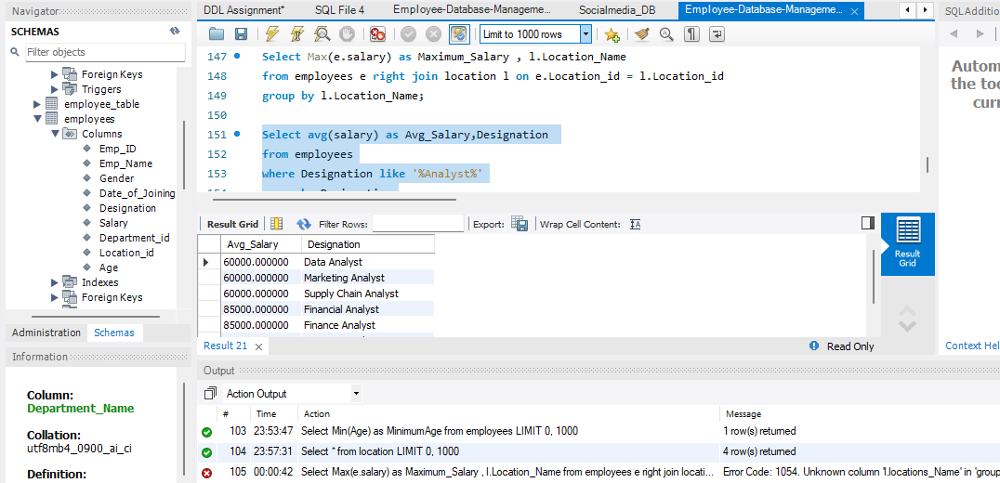 Navigator
SCHEMAS
Filter objects
Foreign Keys
Triggers
employee_table
employees
Columns
Emp_ID
Emp_Name
Gender
Date_of_Joining
Designation
Salary
Department_id
Location_id
Age
Indexes
Foreign Keys
Administration Schemas
Information
Column:
Department_Name
Collation:
utf8mb4_0900_ai_ci
Definition:
DDL Assignment* SQL File 4 Employee-Database-Manageme... Socialmedia_DB Employee-Database-Manageme...
Limit to 1000 rows
147 Select Max(e.salary) as Maximum_Salary , l.Location_Name
148 from employees e right join location l on e.Location_id = l.Location_id
149 group by l.Location_Name;
150
151 Select avg(salary) as Avg_Salary,Designation
152 from employees
153 where Designation like '%Analyst%'
Result Grid Filter Rows: Export: Wrap Cell Content:
Avg_Salary Designation
60000.000000 Data Analyst
60000.000000 Marketing Analyst
60000.000000 Supply Chain Analyst
85000.000000 Financial Analyst
85000.000000 Finance Analyst
Result Grid
Result 21
Read Only
Output
Action Output
# Time Action Message
103 23:53:47 Select Min(Age) as MinimumAge from employees LIMIT 0, 1000 1 row(s) returned
104 23:57:31 Select * from location LIMIT 0, 1000 4 row(s) returned
105 00:00:42 Select Max(e.salary) as Maximum_Salary , l.Location_Name from employees e right join locati... Error Code: 1054. Unknown column 'l.locations_Name' in 'group
SQLAddition
Autom
the too
curr
Context Hel